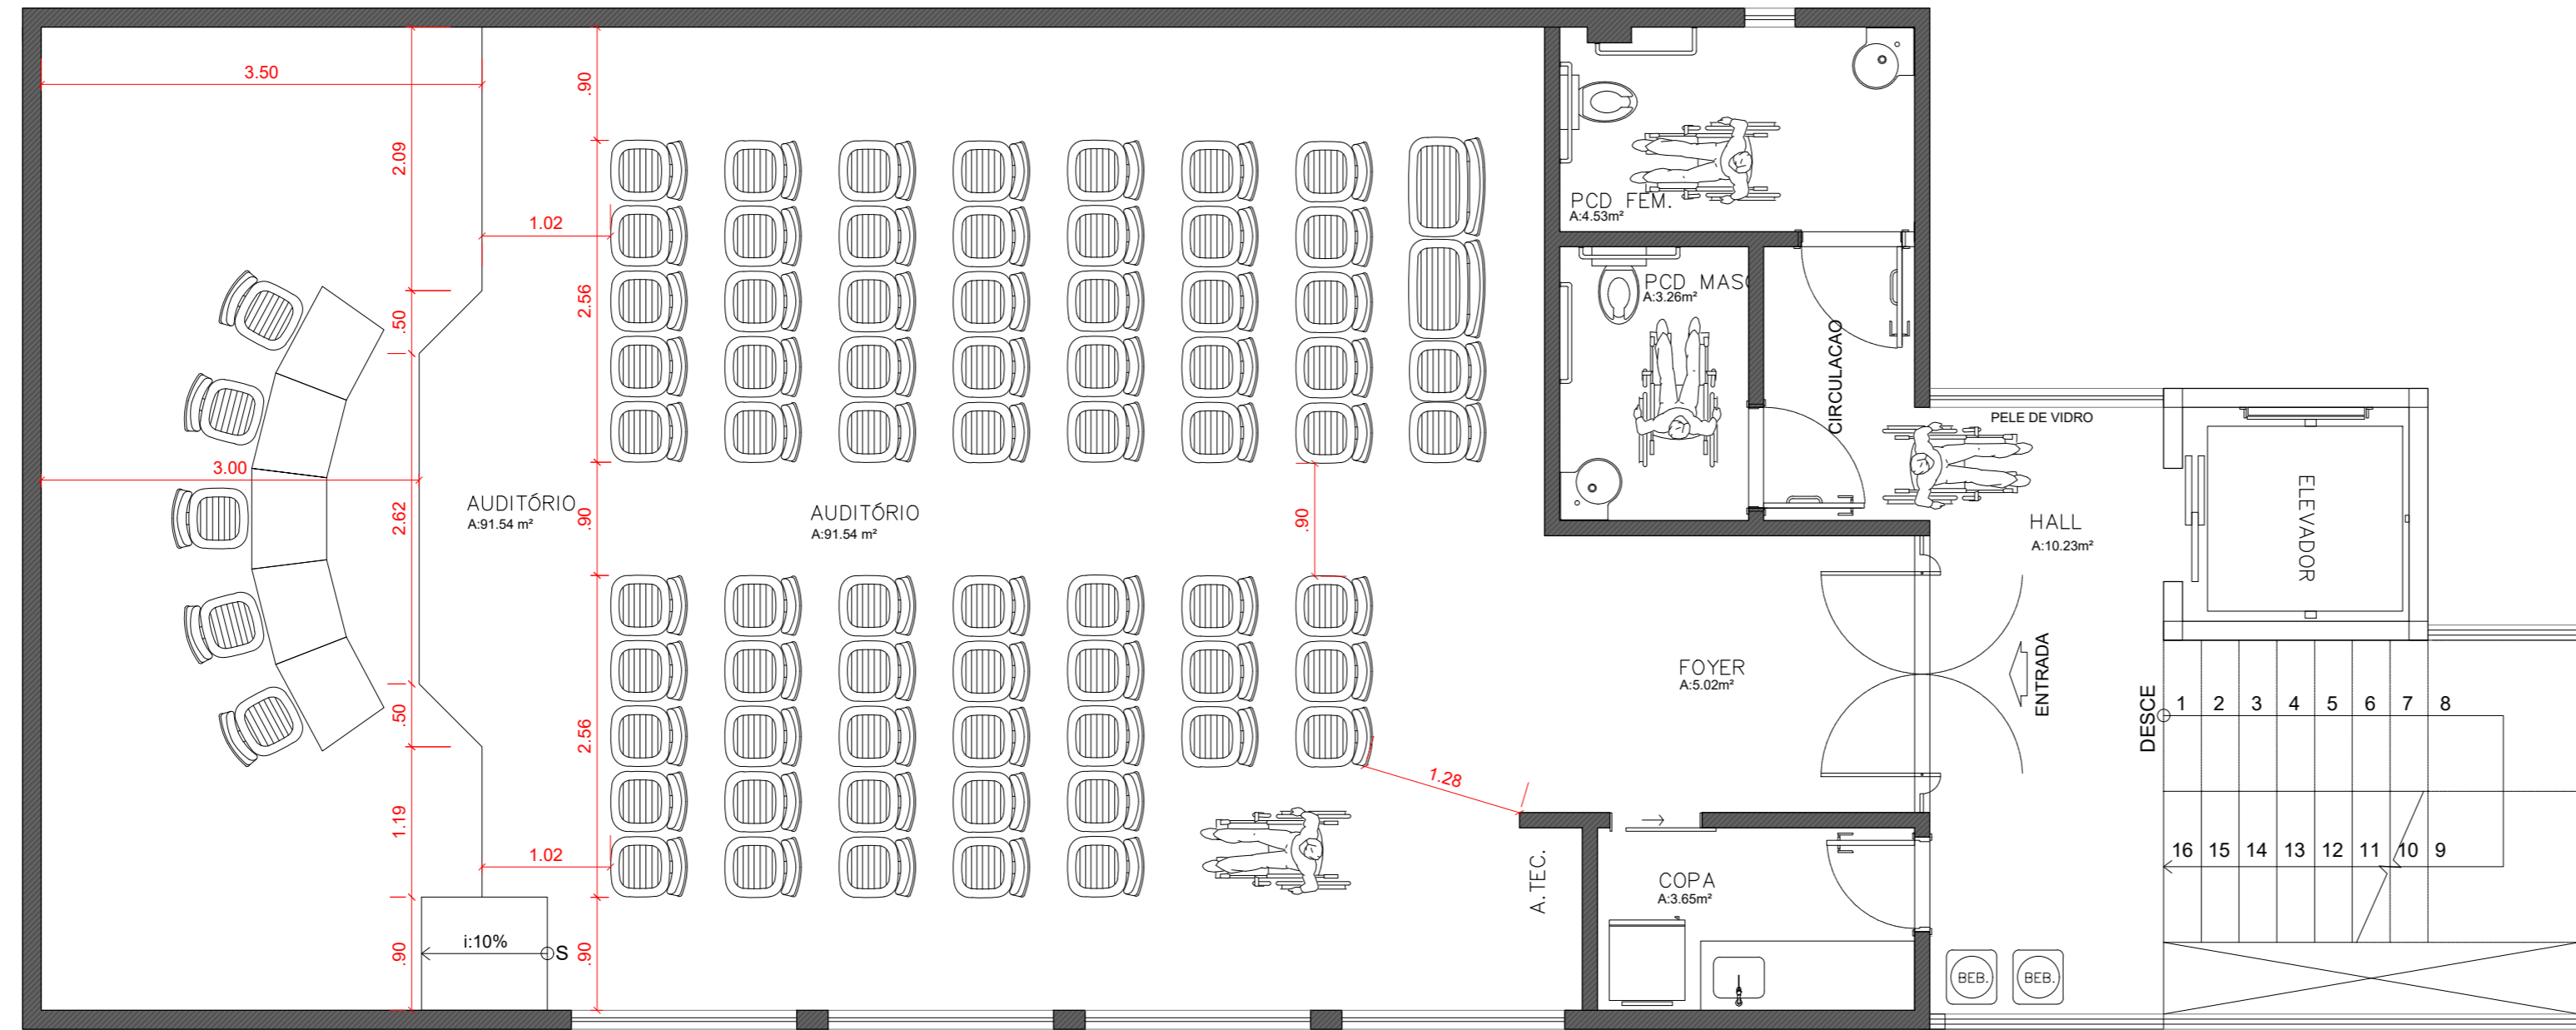 3.50
.90
2.09
1.02
2.56
.50
3.00
2.62
.90
.90
.50
2.56
1.19
1.02
1.28
.90
.90
i:10%
S
AUDITÓRIO
A:91.54 m²
AUDITÓRIO
A:91.54 m²
PCD FEM.
A:4.53m²
PCD MASC
A:3.26m²
CIRCULACAO
PELE DE VIDRO
HALL
A:10.23m²
ELEVADOR
FOYER
A:5.02m²
ENTRADA
DESCE
1 2 3 4 5 6 7 8
16 15 14 13 12 11 10 9
A.TEC.
COPA
A:3.65m²
BEB. BEB.